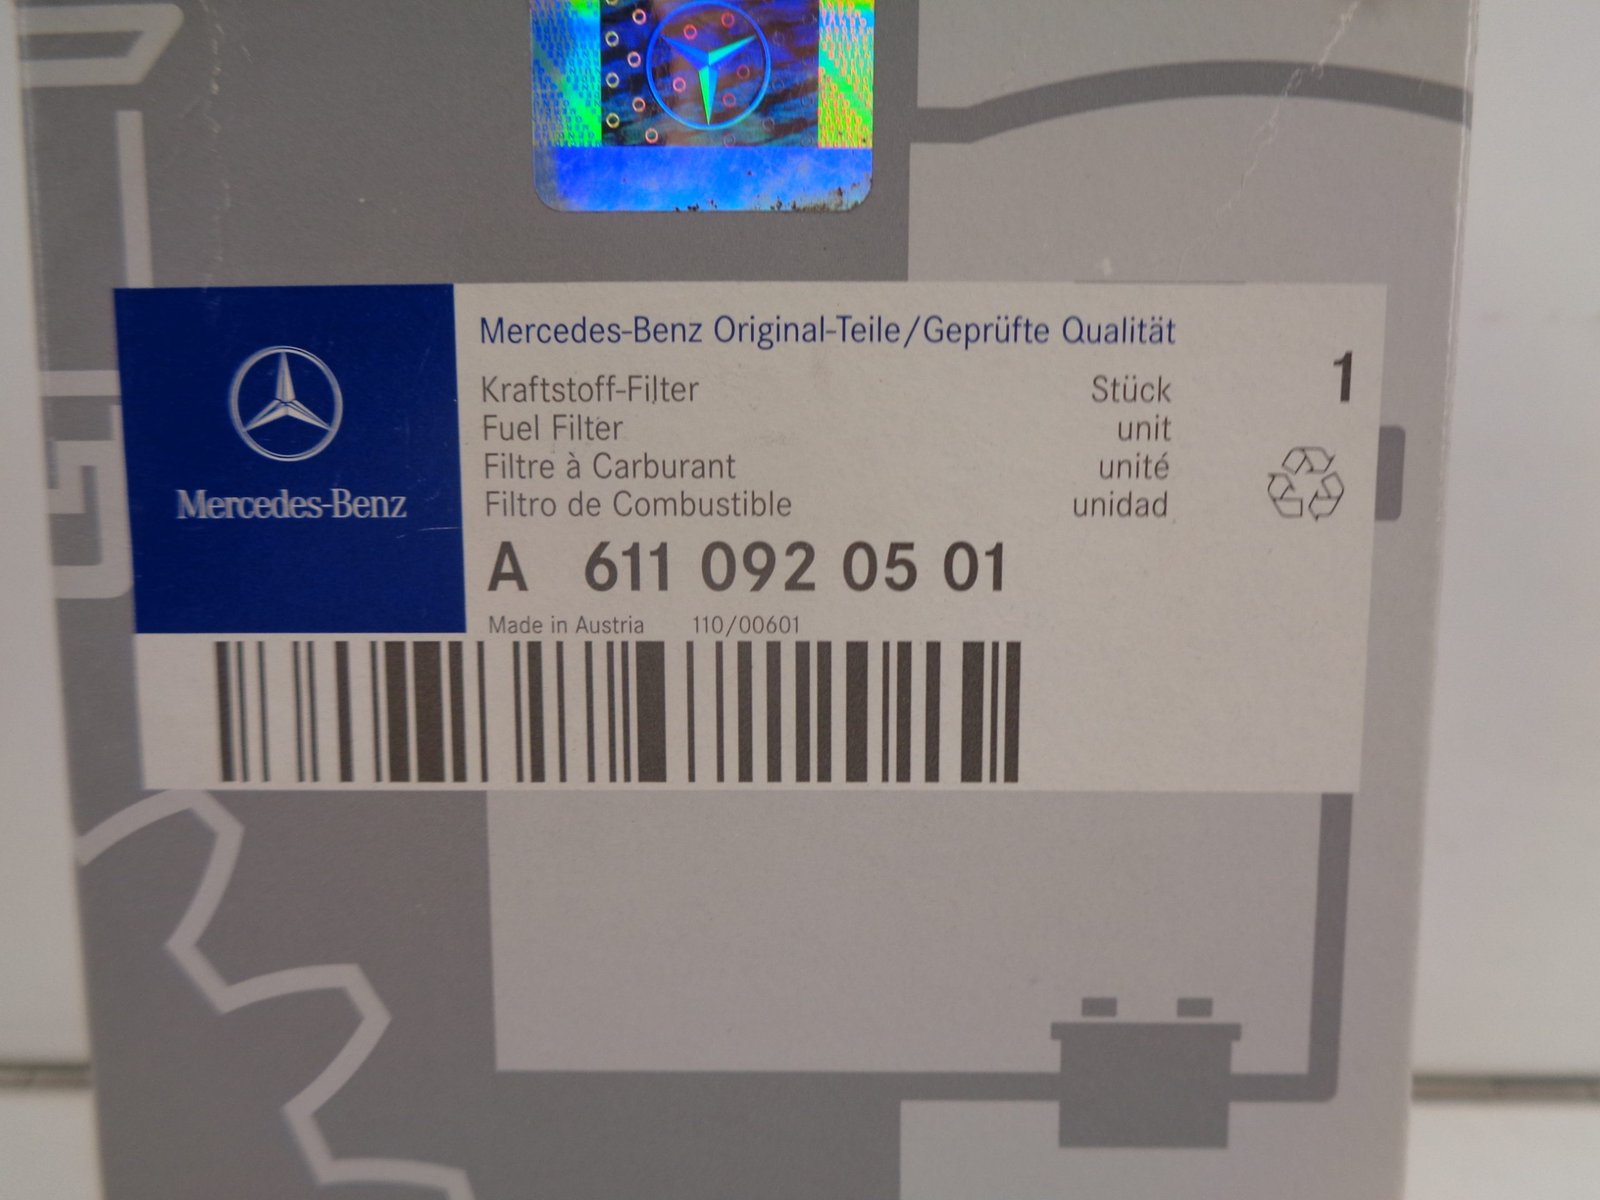 Mercedes-Benz Original-Teile/Geprüfte Qualität
Kraftstoff-Filter Stück 1
Fuel Filter unit
Filtre à Carburant unité
Filtro de Combustible unidad
Mercedes-Benz
A 611 092 05 01
Made in Austria 110/00601